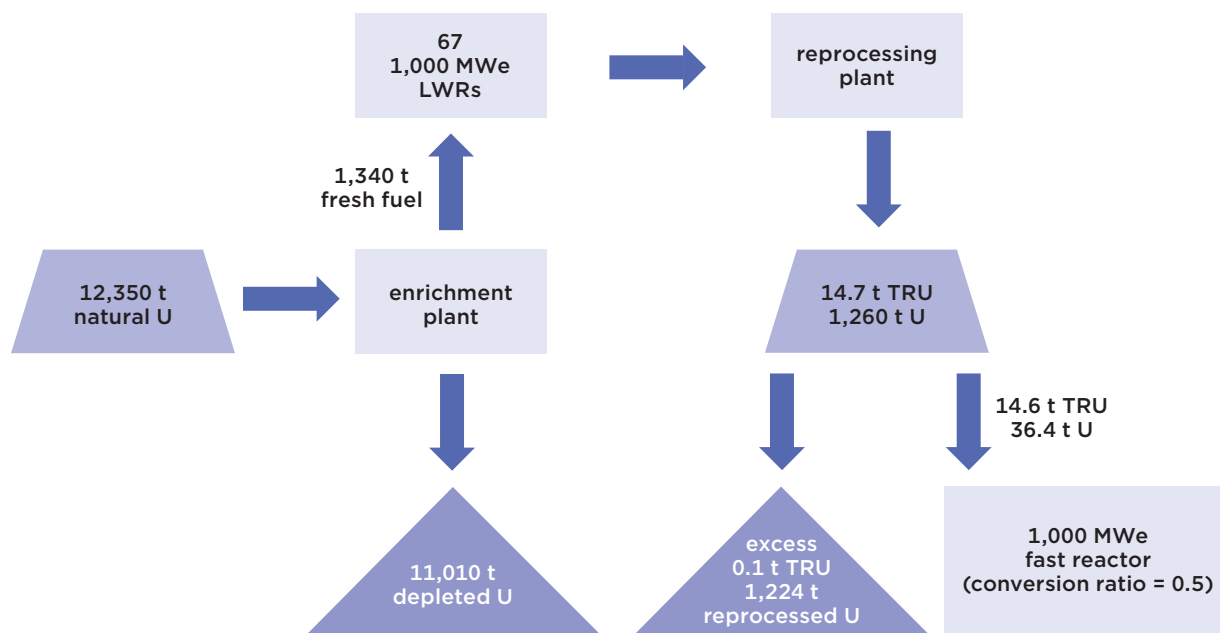 67
1,000 MWe
LWRs
reprocessing
plant
1,340 t
fresh fuel
12,350 t
natural U
enrichment
plant
14.7 t TRU
1,260 t U
14.6 t TRU
36.4 t U
11,010 t
depleted U
excess
0.1 t TRU
1,224 t
reprocessed U
1,000 MWe
fast reactor
(conversion ratio = 0.5)